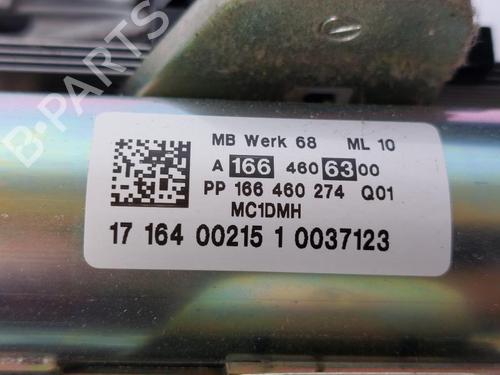 MB Werk 68 ML 10
A 166 460 63 00
PP 166 460 274 Q01
MC1DMH
17 164 00215 1 0037123
B-Parts